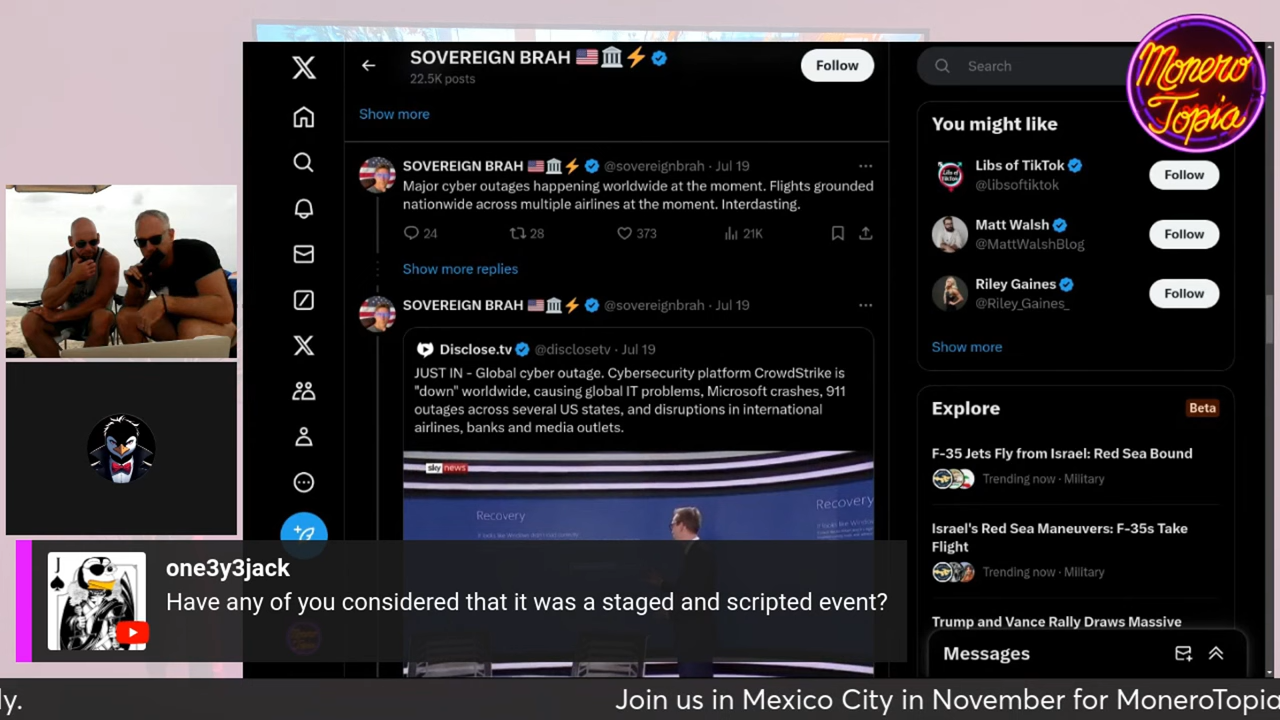 SOVEREIGN BRAH
22.5K posts
Follow
Search
Monero
Topia
Show more
SOVEREIGN BRAH @sovereignbrah · Jul 19
Major cyber outages happening worldwide at the moment. Flights grounded
nationwide across multiple airlines at the moment. Interdasting.
24 28 373 21K
Show more replies
SOVEREIGN BRAH @sovereignbrah · Jul 19
Disclose.tv @disclosetv · Jul 19
JUST IN - Global cyber outage. Cybersecurity platform CrowdStrike is
"down" worldwide, causing global IT problems, Microsoft crashes, 911
outages across several US states, and disruptions in international
airlines, banks and media outlets.
sky news
Recovery
Recovery
You might like
Libs of TikTok
@libsoftiktok
Follow
Matt Walsh
@MattWalshBlog
Follow
Riley Gaines
@Riley_Gaines_
Follow
Show more
Explore
Beta
F-35 Jets Fly from Israel: Red Sea Bound
Trending now · Military
Israel's Red Sea Maneuvers: F-35s Take
Flight
Trending now · Military
Trump and Vance Rally Draws Massive
Messages
J
one3y3jack
Have any of you considered that it was a staged and scripted event?
ly.
Join us in Mexico City in November for MoneroTopia